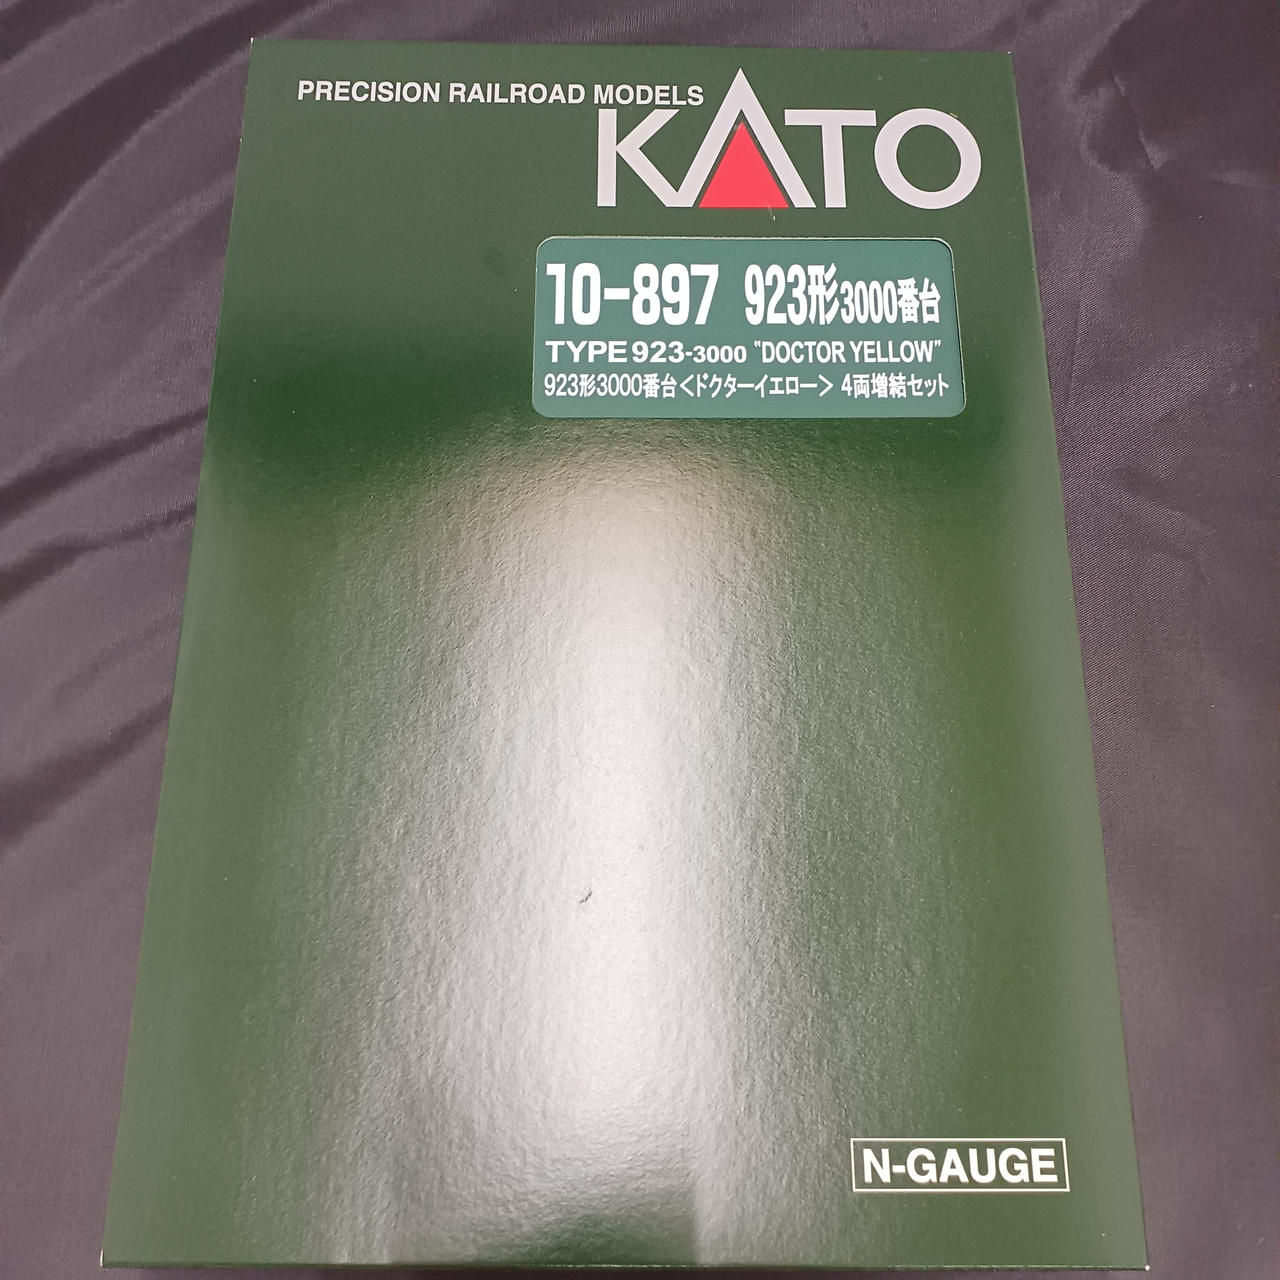 PRECISION RAILROAD MODELS
KATO
10-897 923形3000番台
TYPE 923-3000 "DOCTOR YELLOW"
923形3000番台<ドクターイエロー> 4両増結セット
N-GAUGE